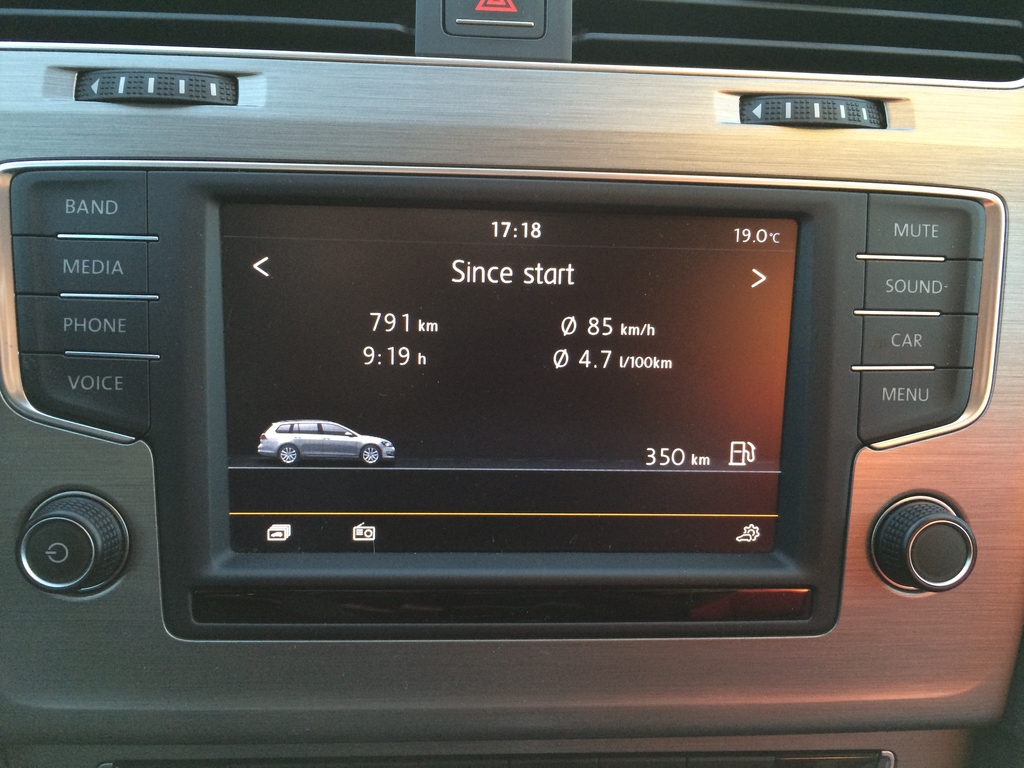 BAND
MEDIA
PHONE
VOICE
17:18
19.0°C
< Since start >
791 km
Ø 85 km/h
9:19 h
Ø 4.7 l/100km
350 km
MUTE
SOUND
CAR
MENU